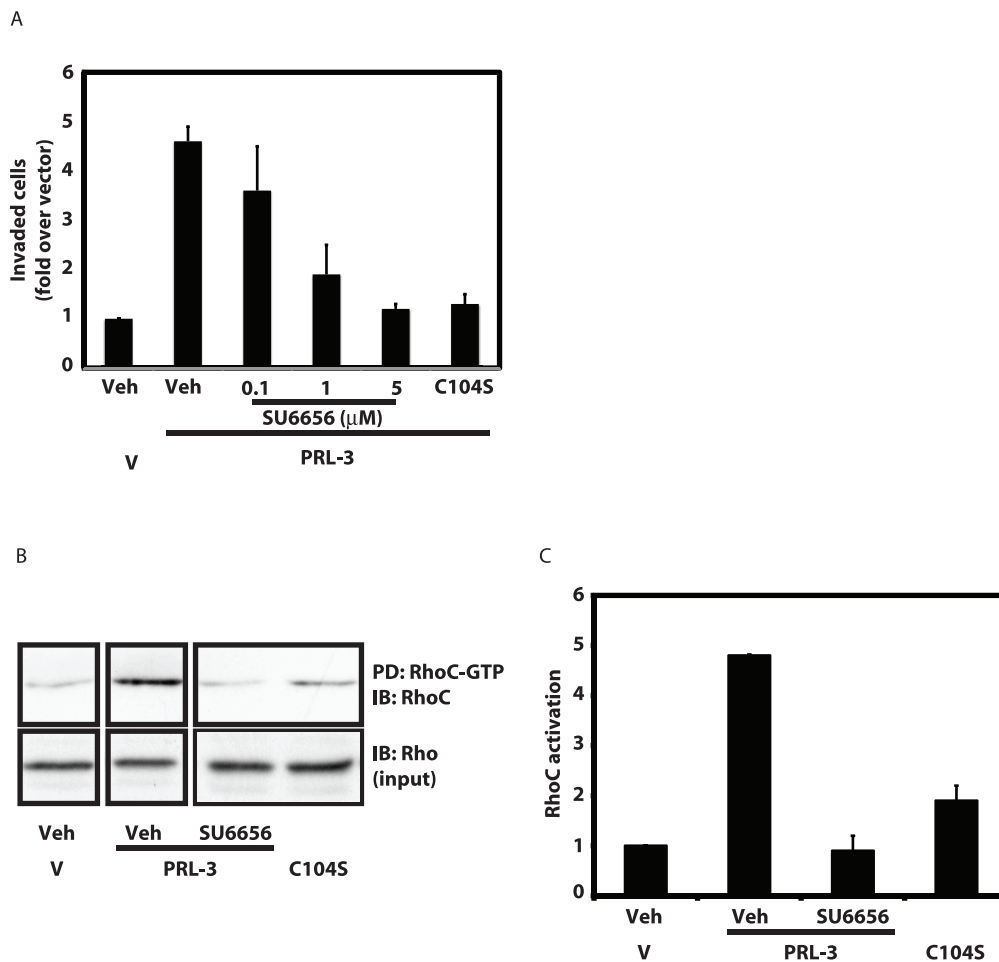 A
6
5
4
3
2
1
0
Invaded cells
(fold over vector)
Veh Veh 0.1 1 5 C104S
SU6656 (μM)
V PRL-3
B
PD: RhoC-GTP
IB: RhoC
IB: Rho
(input)
Veh Veh SU6656
V PRL-3 C104S
C
6
5
4
3
2
1
0
RhoC activation
Veh Veh SU6656
V PRL-3 C104S